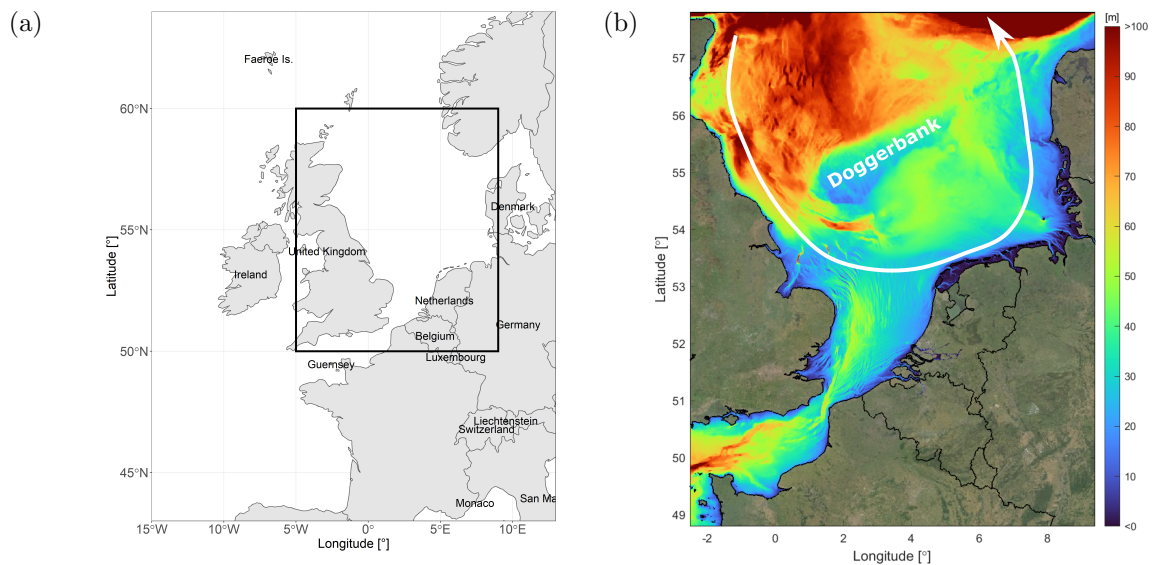 (a)
Faeroe Is.
60°N
55°N
50°N
45°N
Latitude [°]
Denmark
United Kingdom
Ireland
Netherlands
Germany
Belgium
Luxembourg
Guernsey
Liechtenstein
Switzerland
Monaco
San Ma
15°W
10°W
5°W
0°
5°E
10°E
Longitude [°]
(b)
57
56
55
54
53
52
51
50
49
Latitude [°]
Doggerbank
-2
0
2
4
6
8
Longitude [°]
[m]
>100
90
80
70
60
50
40
30
20
10
<0